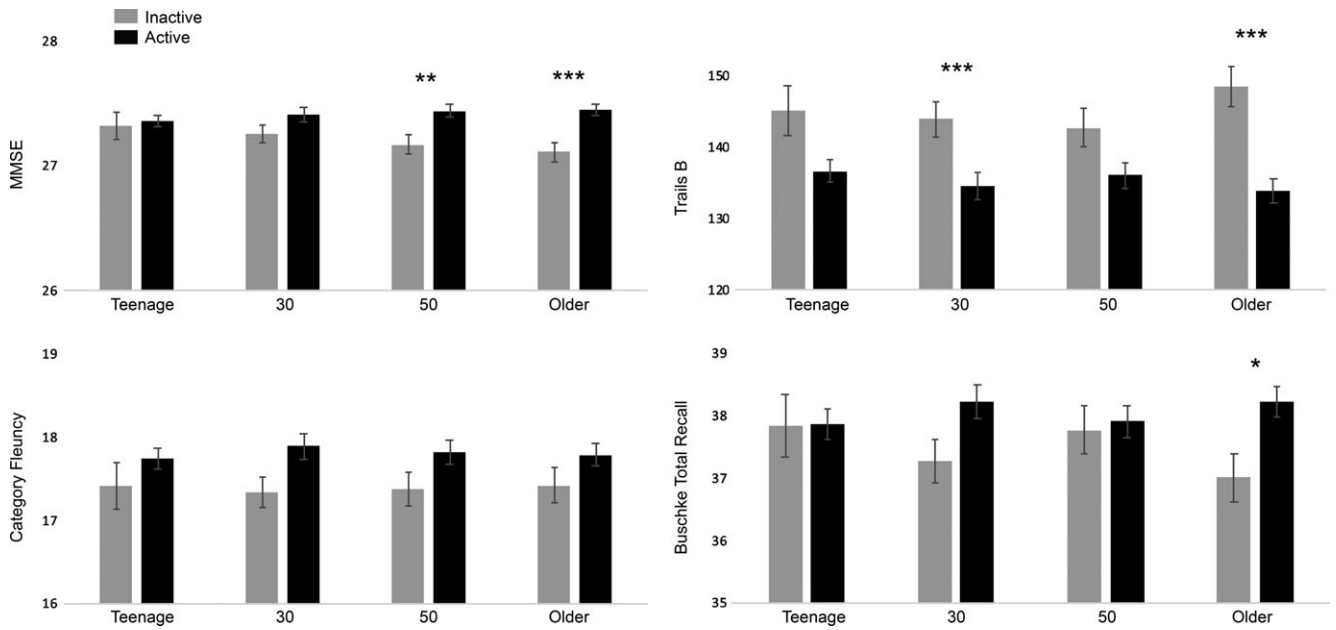 Inactive
Active
28
27
26
MMSE
** ***
Teenage 30 50 Older
150
140
130
120
Trails B
*** ***
Teenage 30 50 Older
19
18
17
16
Category Fleuncy
Teenage 30 50 Older
39
38
37
36
35
Buschke Total Recall
*
Teenage 30 50 Older